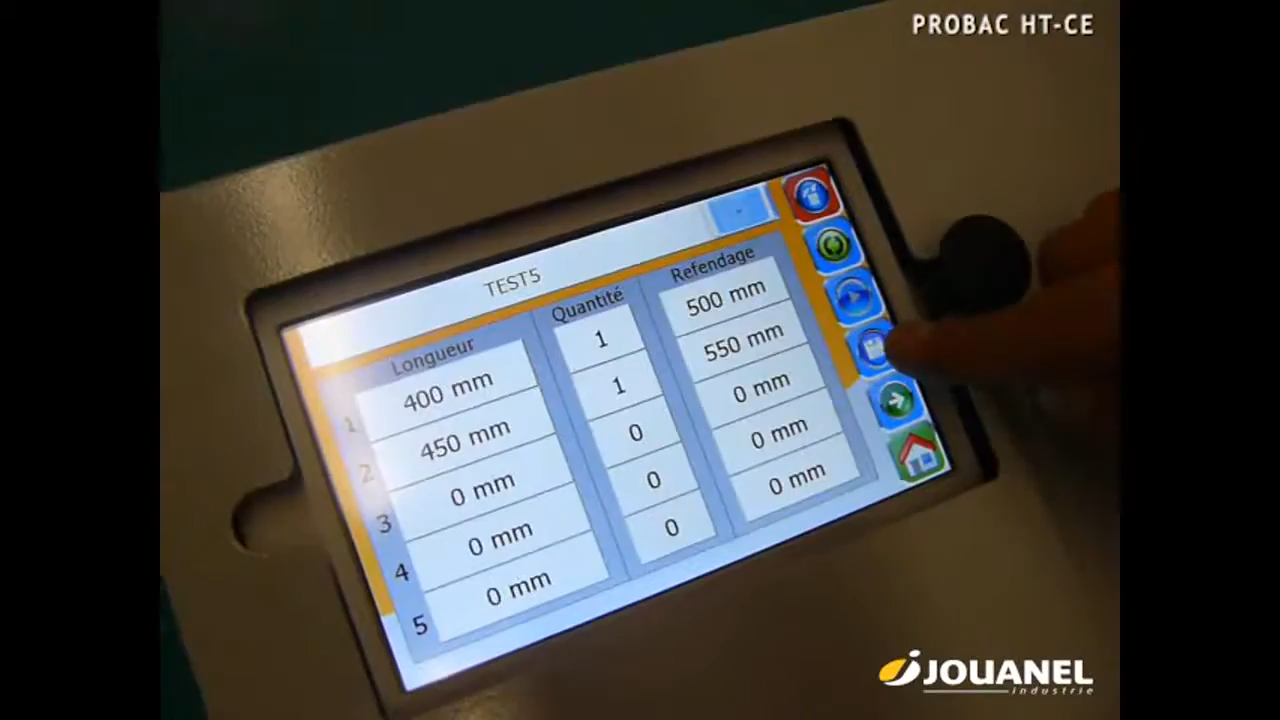 PROBAC HT-CE
TEST5
Longueur Quantité Refendage
1 400 mm 1 500 mm
2 450 mm 1 550 mm
3 0 mm 0 0 mm
4 0 mm 0 0 mm
5 0 mm 0 0 mm
JOUANEL
industrie